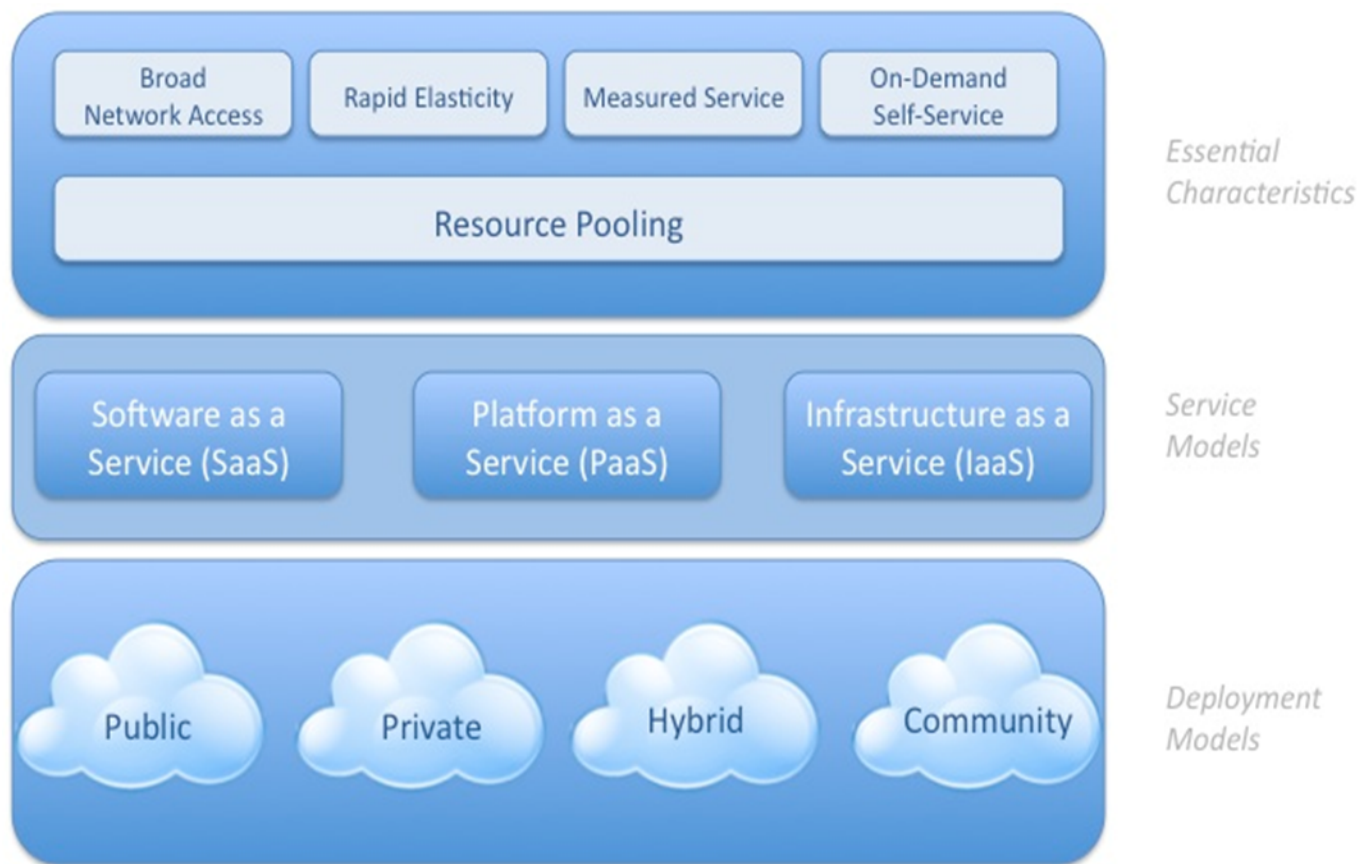 Broad
Network Access
Rapid Elasticity
Measured Service
On-Demand
Self-Service
Resource Pooling
Essential
Characteristics
Software as a
Service (SaaS)
Platform as a
Service (PaaS)
Infrastructure as a
Service (IaaS)
Service
Models
Public
Private
Hybrid
Community
Deployment
Models